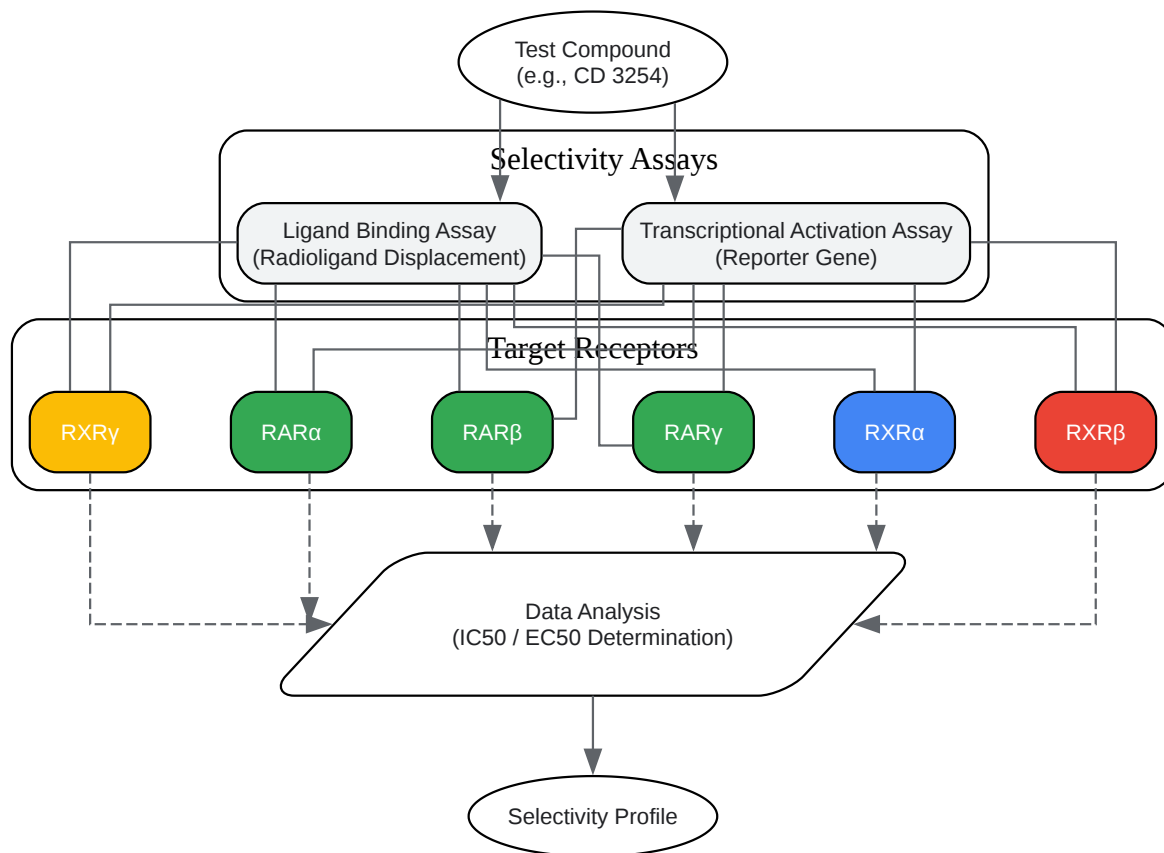 Test Compound
(e.g., CD 3254)
Selectivity Assays
Ligand Binding Assay
(Radioligand Displacement)
Transcriptional Activation Assay
(Reporter Gene)
Target Receptors
RXRγ
RARα
RARβ
RARγ
RXRα
RXRβ
Data Analysis
(IC50 / EC50 Determination)
Selectivity Profile